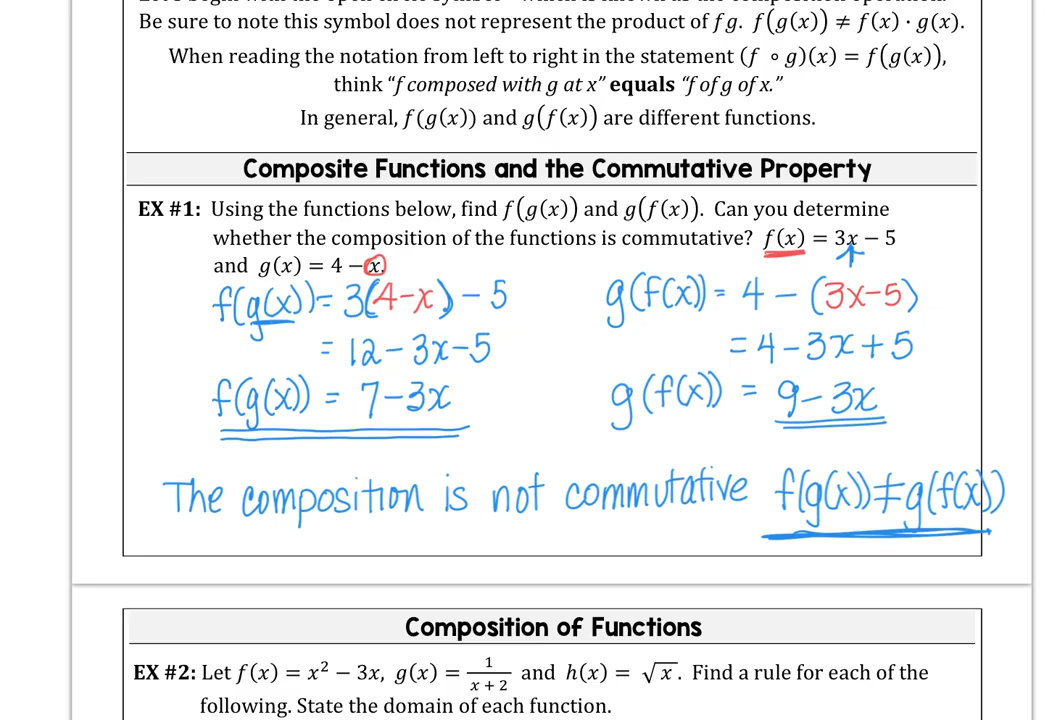 Be sure to note this symbol does not represent the product of fg. f(g(x)) ≠ f(x) · g(x).
When reading the notation from left to right in the statement (f ∘ g)(x) = f(g(x)),
think “f composed with g at x” equals “f of g of x.”
In general, f(g(x)) and g(f(x)) are different functions.
Composite Functions and the Commutative Property
EX #1: Using the functions below, find f(g(x)) and g(f(x)). Can you determine
whether the composition of the functions is commutative? f(x) = 3x − 5
and g(x) = 4 − x.
f(g(x)) = 3(4-x) - 5
= 12 - 3x - 5
f(g(x)) = 7 - 3x
g(f(x)) = 4 - (3x-5)
= 4 - 3x + 5
g(f(x)) = 9 - 3x
The composition is not commutative f(g(x)) ≠ g(f(x))
Composition of Functions
EX #2: Let f(x) = x² − 3x, g(x) = 1/(x + 2) and h(x) = √x. Find a rule for each of the
following. State the domain of each function.